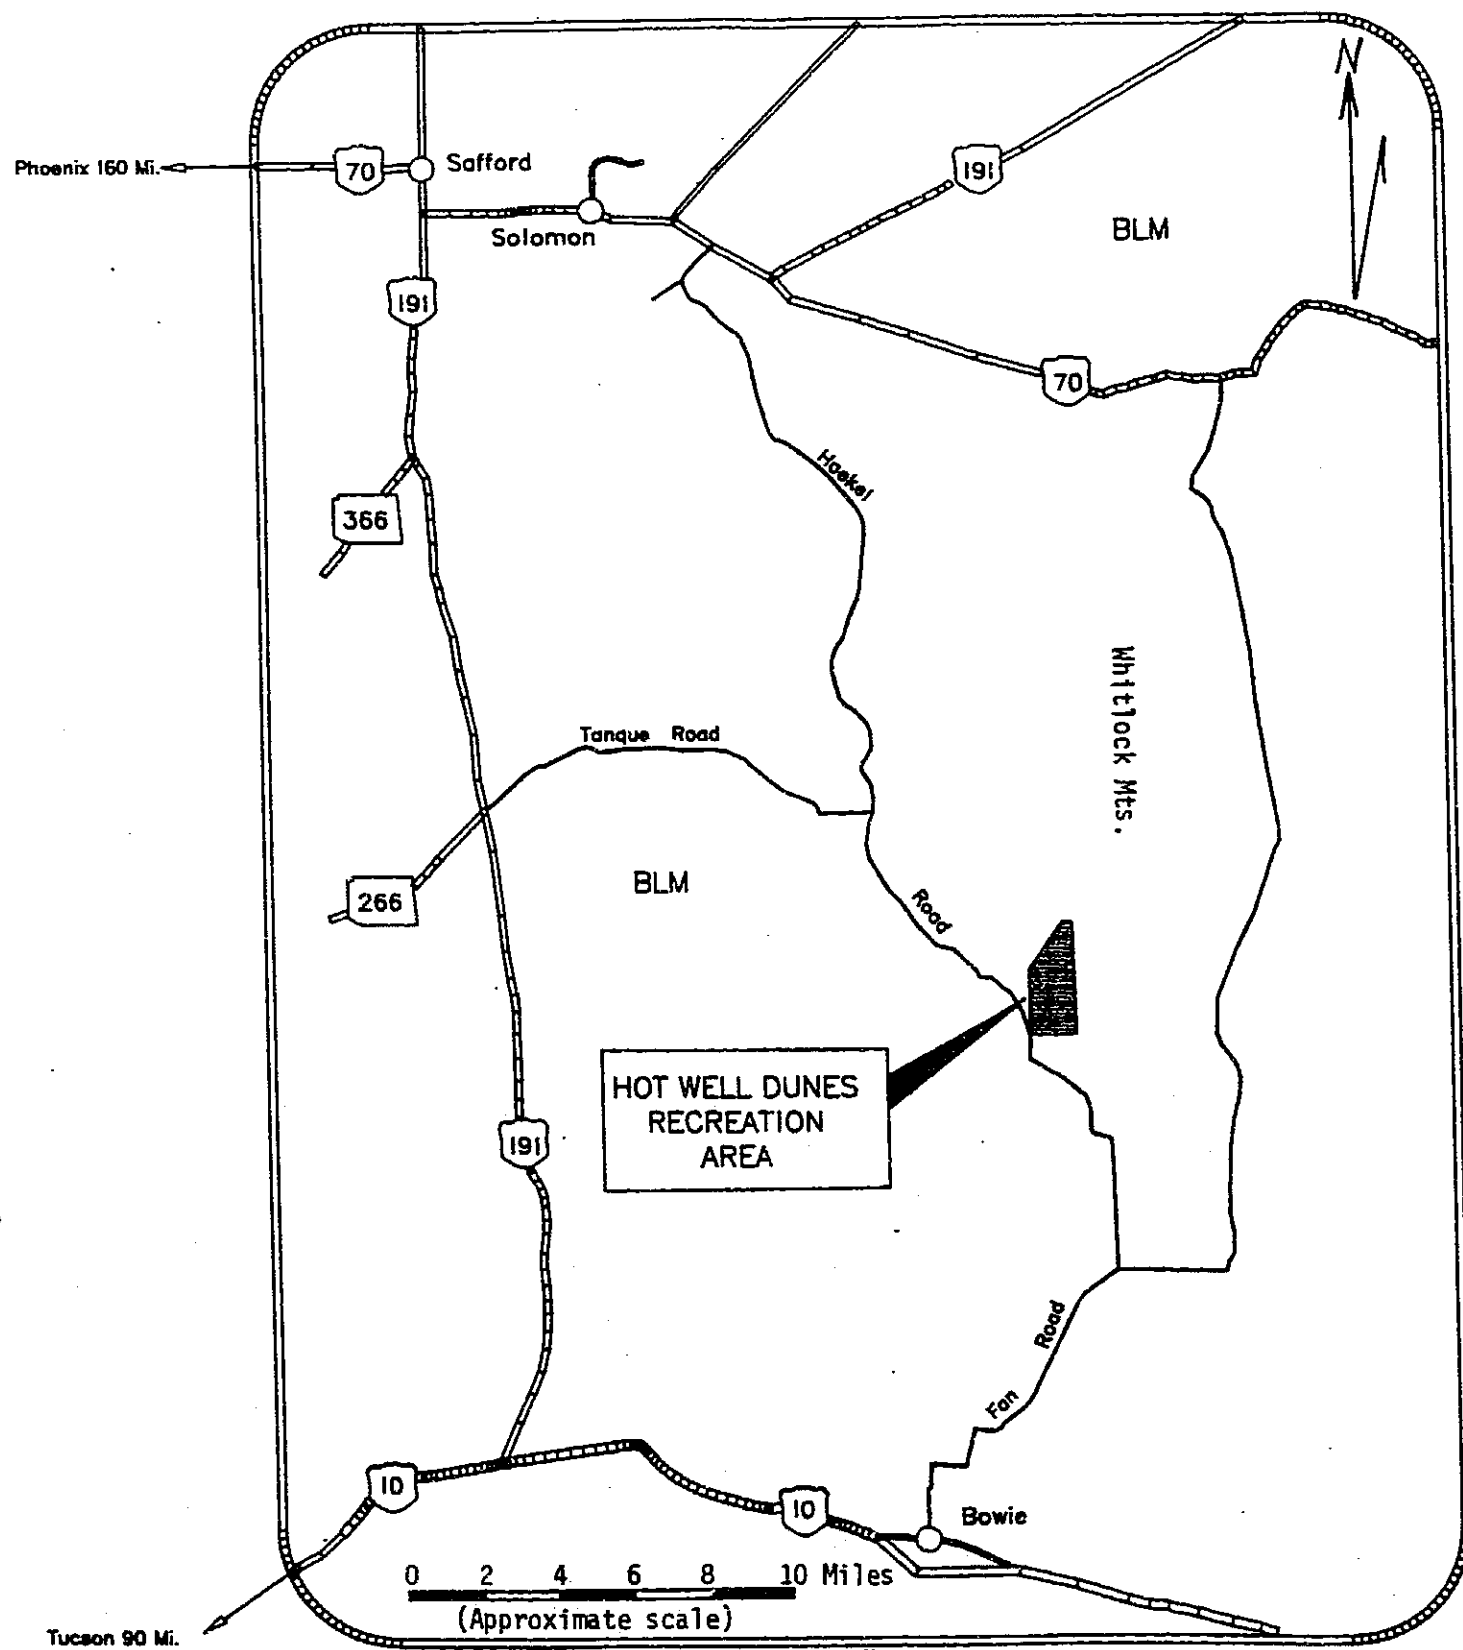 N
Phoenix 160 Mi.
70
Safford
191
Solomon
BLM
191
70
Haekel
366
Whitlock Mts.
Tanque Road
BLM
266
Road
HOT WELL DUNES
RECREATION
AREA
191
Road
Fan
10
10
Bowie
0 2 4 6 8 10 Miles
(Approximate scale)
Tucson 90 Mi.